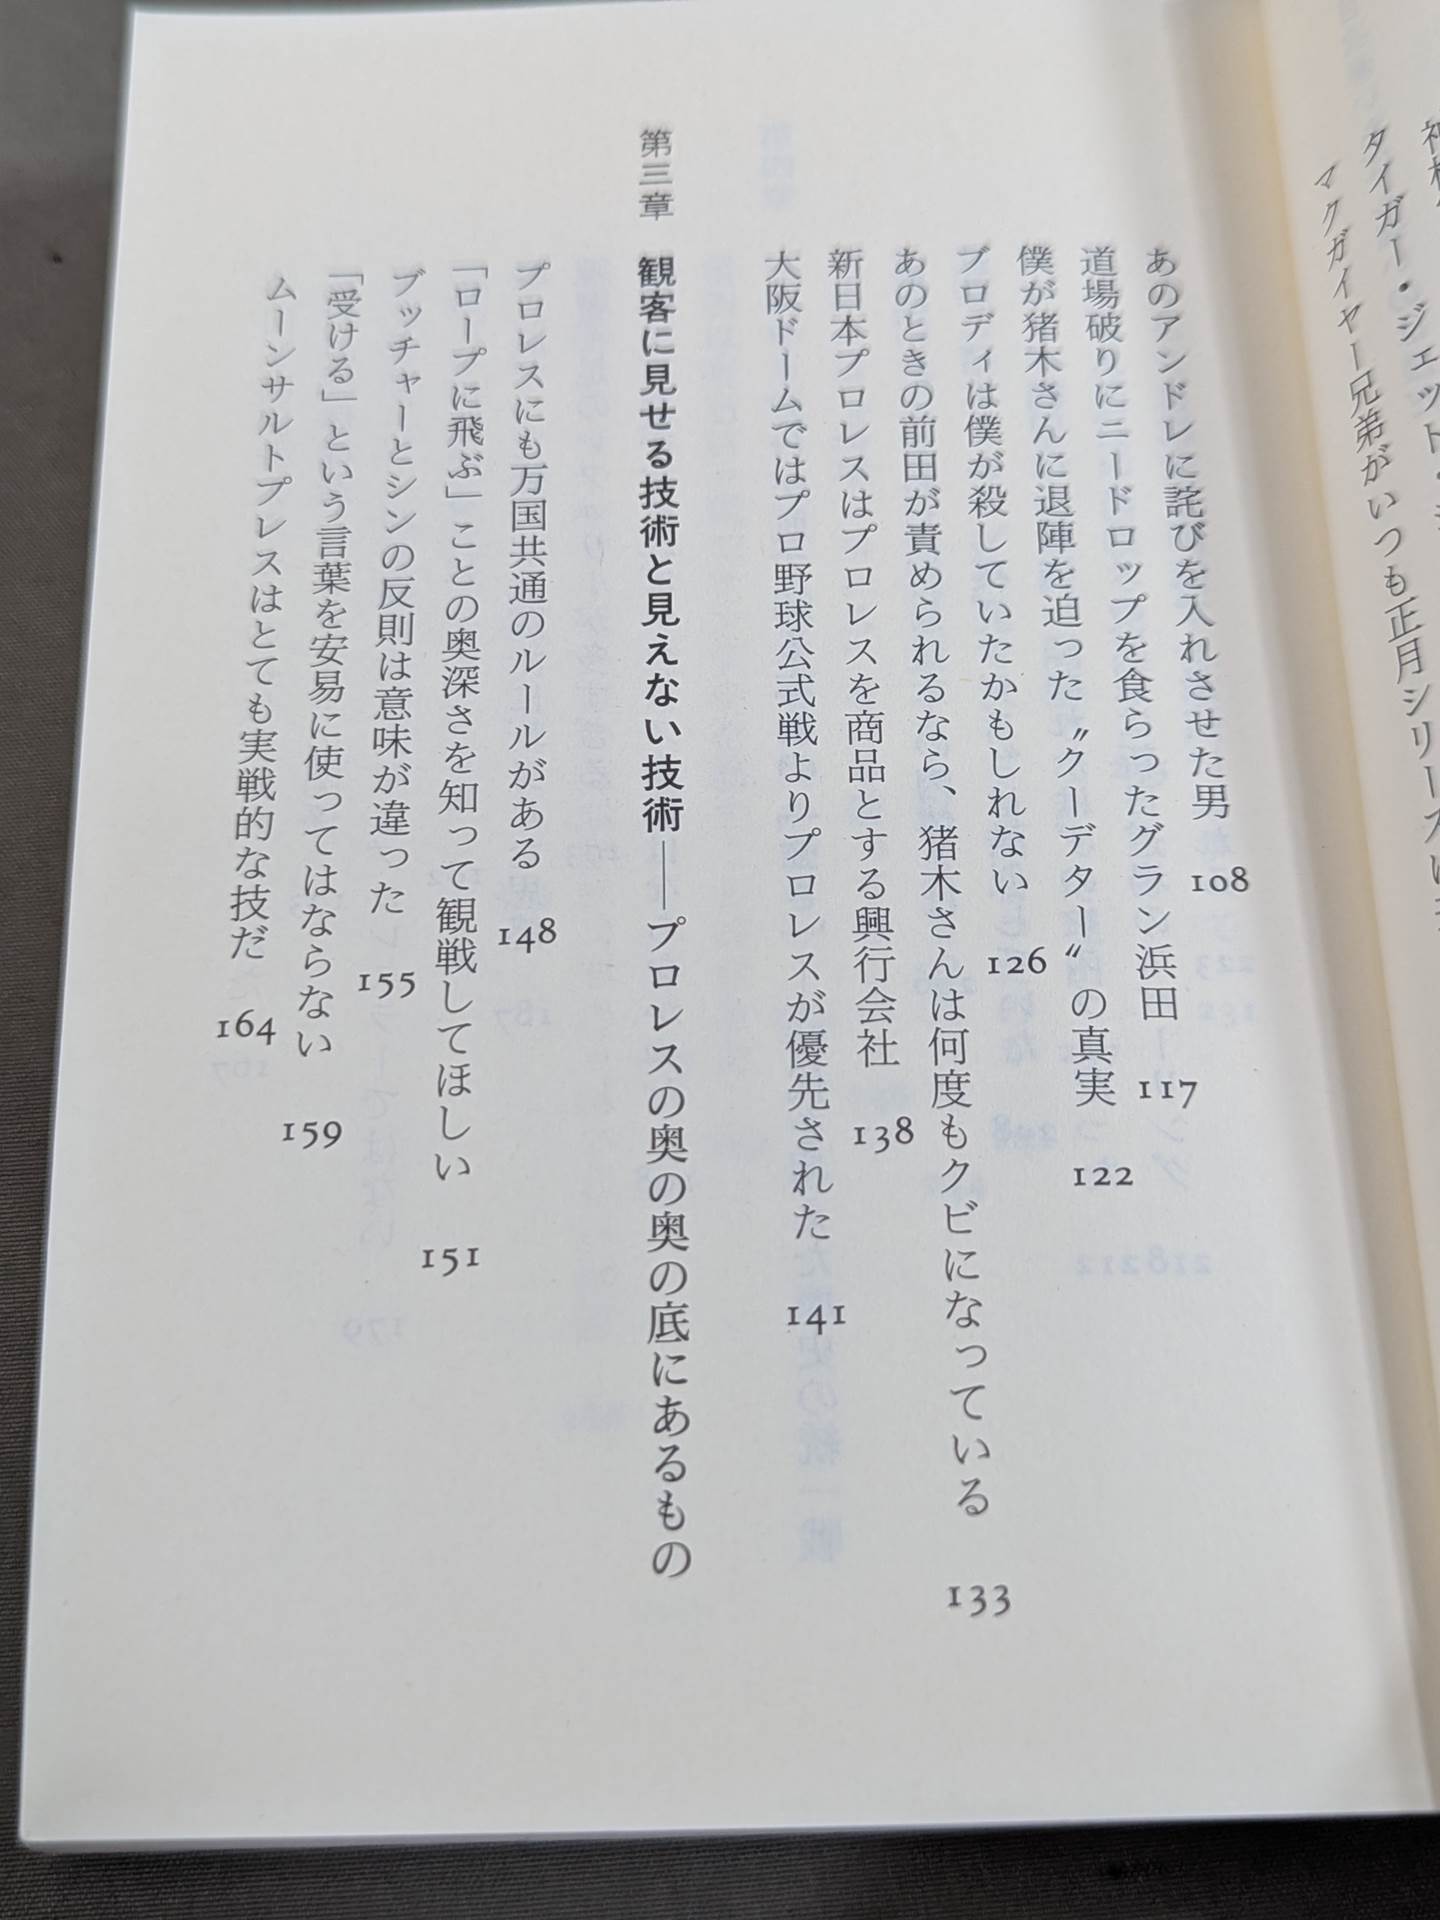 タイガー・ジェット・
マクガイヤー兄弟がいつも正月シリーズ
あのアンドレに詫びを入れさせた男 108
道場破りにニードロップを食らったグラン浜田 117
僕が猪木さんに退陣を迫った〝クーデター〟の真実 122
ブロディは僕が殺していたかもしれない 126
あのときの前田が責められるなら、猪木さんは何度もクビになっている 133
新日本プロレスはプロレスを商品とする興行会社 138
大阪ドームではプロ野球公式戦よりプロレスが優先された 141
第三章 観客に見せる技術と見えない技術――プロレスの奥の奥の底にあるもの
プロレスにも万国共通のルールがある 148
「ロープに飛ぶ」ことの奥深さを知って観戦してほしい 151
ブッチャーとシンの反則は意味が違った 155
「受ける」という言葉を安易に使ってはならない 159
ムーンサルトプレスはとても実戦的な技だ 164